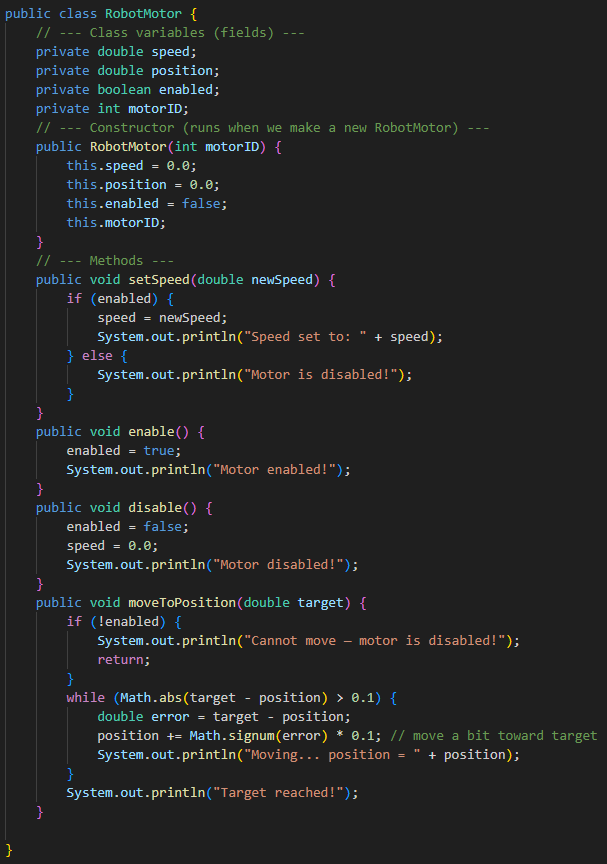 public class RobotMotor {
    // --- Class variables (fields) ---
    private double speed;
    private double position;
    private boolean enabled;
    private int motorID;
    // --- Constructor (runs when we make a new RobotMotor) ---
    public RobotMotor(int motorID) {
        this.speed = 0.0;
        this.position = 0.0;
        this.enabled = false;
        this.motorID;
    }
    // --- Methods ---
    public void setSpeed(double newSpeed) {
        if (enabled) {
            speed = newSpeed;
            System.out.println("Speed set to: " + speed);
        } else {
            System.out.println("Motor is disabled!");
        }
    }
    public void enable() {
        enabled = true;
        System.out.println("Motor enabled!");
    }
    public void disable() {
        enabled = false;
        speed = 0.0;
        System.out.println("Motor disabled!");
    }
    public void moveToPosition(double target) {
        if (!enabled) {
            System.out.println("Cannot move — motor is disabled!");
            return;
        }
        while (Math.abs(target - position) > 0.1) {
            double error = target - position;
            position += Math.signum(error) * 0.1; // move a bit toward target
            System.out.println("Moving... position = " + position);
        }
        System.out.println("Target reached!");
    }

}